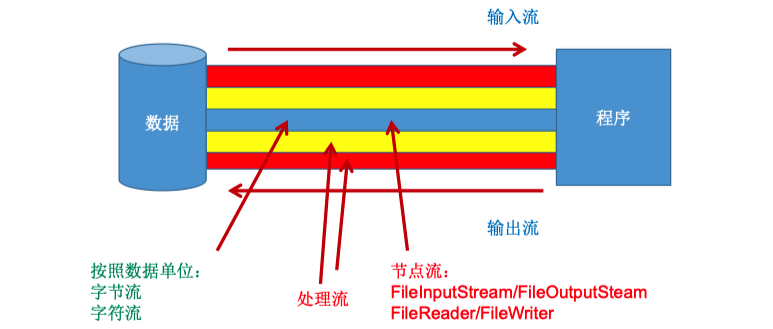 输入流
数据
程序
输出流
按照数据单位：
字节流
字符流
处理流
节点流：
FileInputStream/FileOutputSteam
FileReader/FileWriter